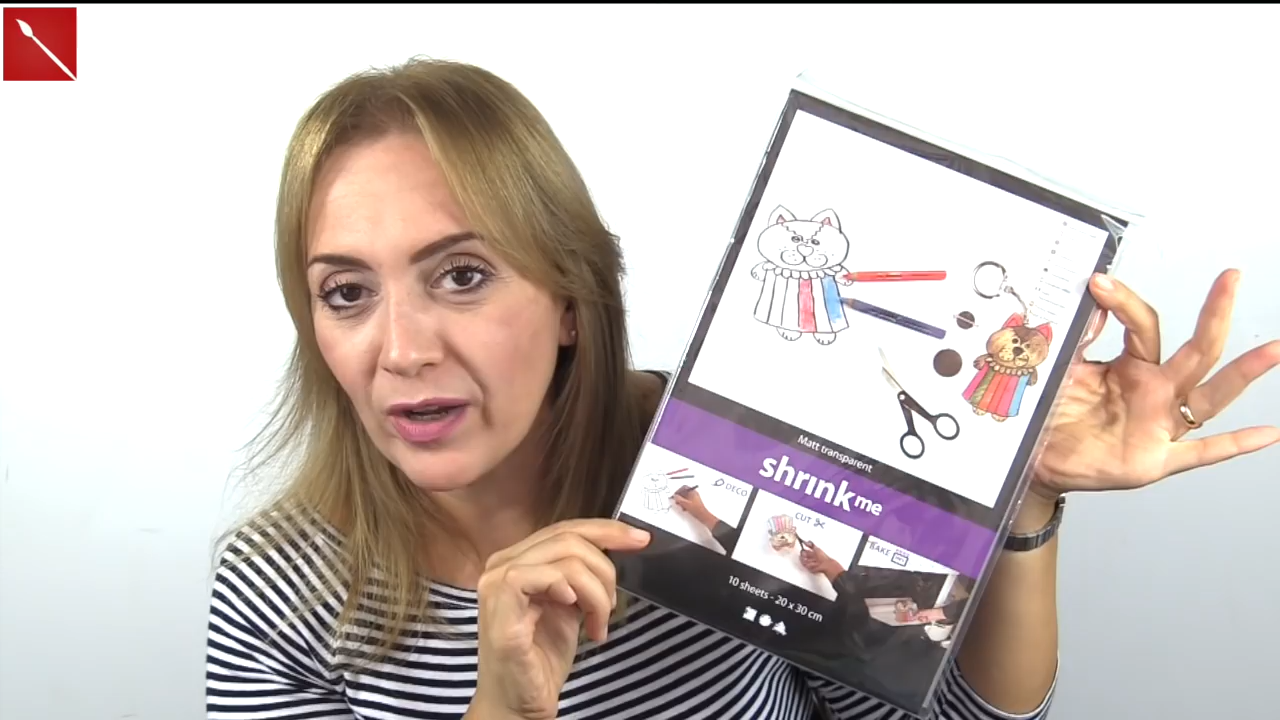 Matt transparent
shrink me
DECO
CUT
BAKE
10 sheets - 20 x 30 cm